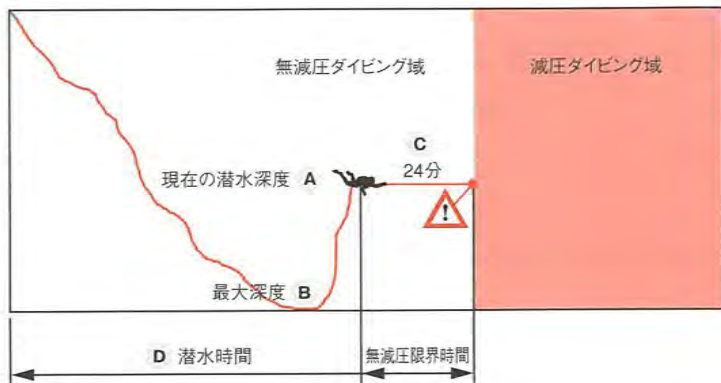 無減圧ダイビング域
減圧ダイビング域
C
24分
現在の潜水深度 A
!
最大深度 B
D 潜水時間
無減圧限界時間